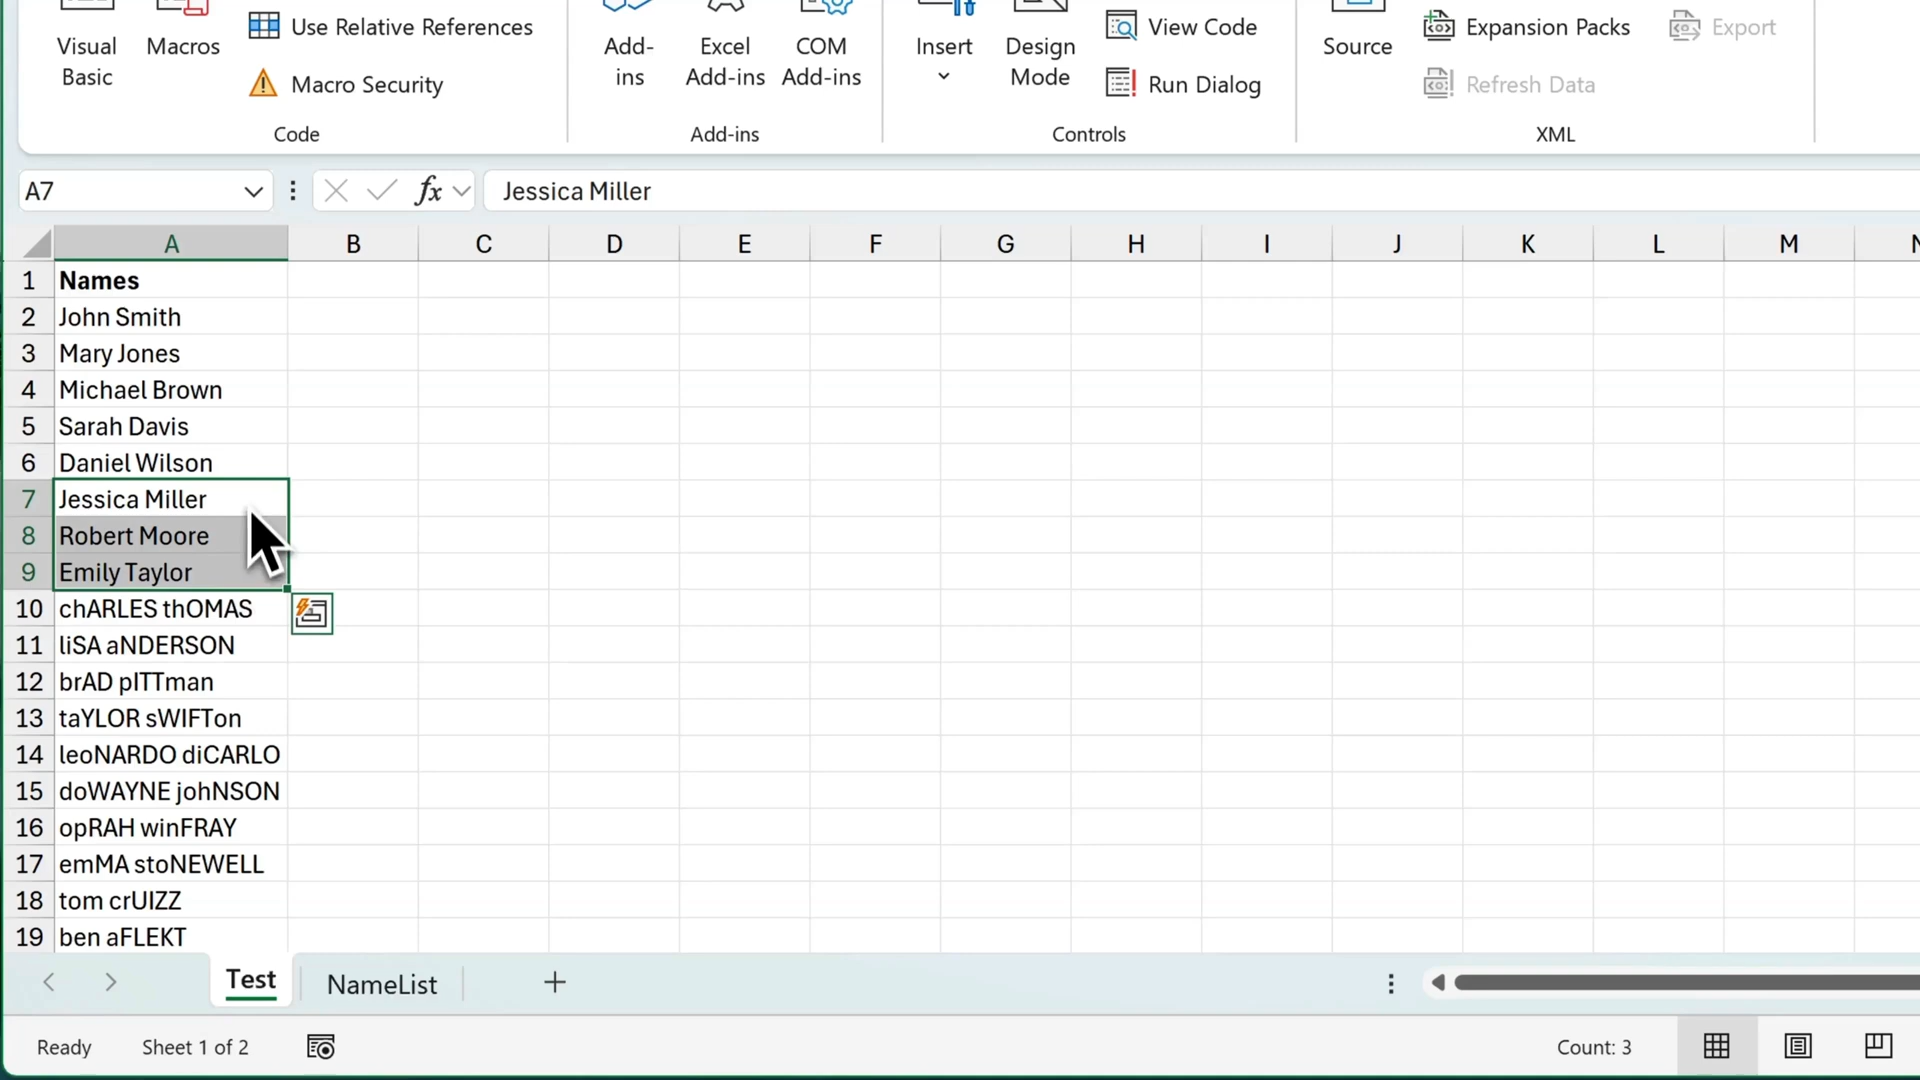 Visual Basic
Macros
Use Relative References
Macro Security
Code
Add-ins
Excel Add-ins
COM Add-ins
Add-ins
Insert
Design Mode
View Code
Run Dialog
Controls
Source
Expansion Packs
Export
Refresh Data
XML
A7
fx
Jessica Miller
A B C D E F G H I J K L M N
1 Names
2 John Smith
3 Mary Jones
4 Michael Brown
5 Sarah Davis
6 Daniel Wilson
7 Jessica Miller
8 Robert Moore
9 Emily Taylor
10 chARLES thOMAS
11 liSA aNDERSON
12 brAD pITTman
13 taYLOR sWIFTon
14 leoNARDO diCARLO
15 doWAYNE johNSON
16 opRAH winFRAY
17 emMA stoNEWELL
18 tom crUIZZ
19 ben aFLEKT
Test NameList
Ready Sheet 1 of 2 Count: 3